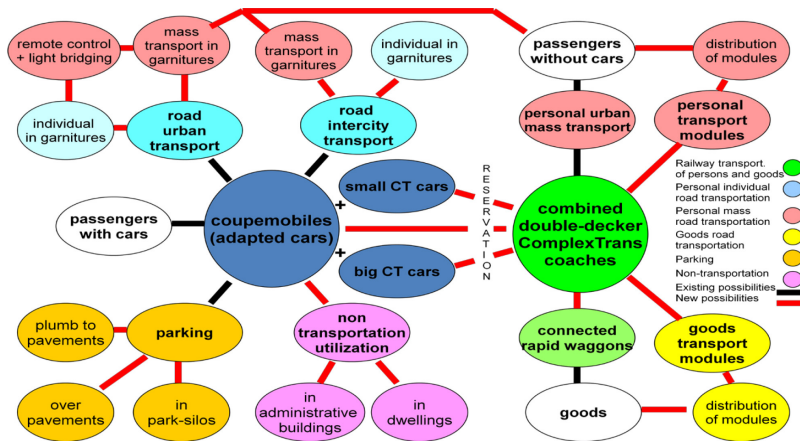 remote control
+ light bridging
mass
transport in
garnitures
mass
transport in
garnitures
individual in
garnitures
passengers
without cars
distribution
of modules
individual
in garnitures
road
urban
transport
road
intercity
transport
personal urban
mass transport
personal
transport
modules
passengers
with cars
coupemobiles
(adapted cars)
+
small CT cars
+
big CT cars
RESERVATION
combined
double-decker
ComplexTrans
coaches
Railway transport.
of persons and goods
Personal individual
road transportation
Personal mass
road transportation
Goods road
transportation
Parking
Non-transportation
Existing possibilities
New possibilities
plumb to
pavements
parking
non
transportation
utilization
connected
rapid waggons
goods
transport
modules
over
pavements
in
park-silos
in
administrative
buildings
in
dwellings
goods
distribution
of modules